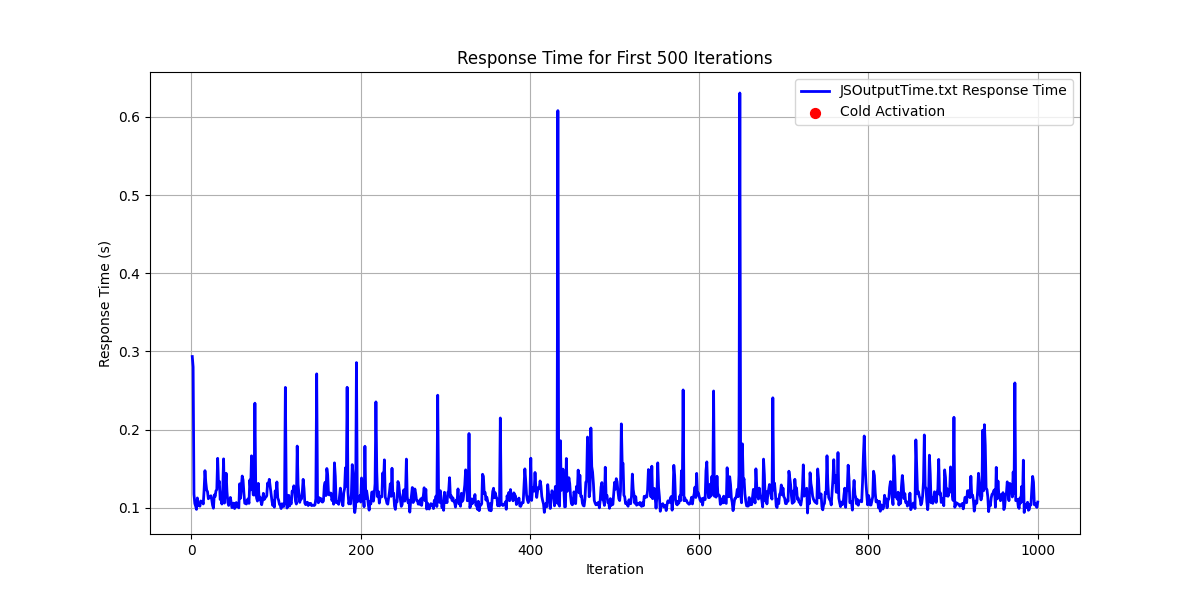 Response Time for First 500 Iterations
JSOutputTime.txt Response Time
Cold Activation
Response Time (s)
0.6
0.5
0.4
0.3
0.2
0.1
0 200 400 600 800 1000
Iteration